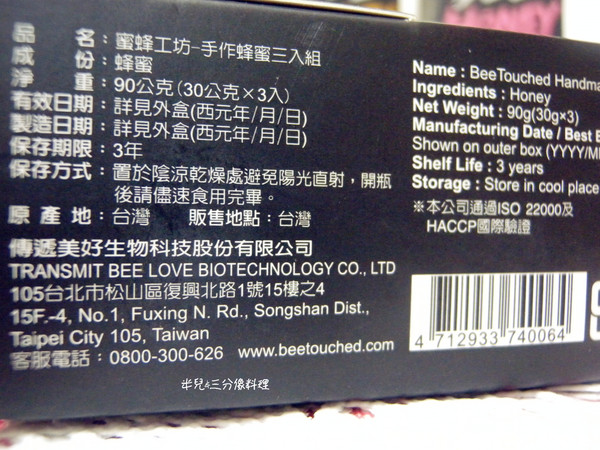 品　　名：蜜蜂工坊-手作蜂蜜三入組
成　　份：蜂蜜
淨　　重：90公克(30公克×3入)
有效日期：詳見外盒(西元年/月/日)
製造日期：詳見外盒(西元年/月/日)
保存期限：3年
保存方式：置於陰涼乾燥處避免陽光直射，開瓶
後請儘速食用完畢。
原 產 地：台灣　販售地點：台灣
傳遞美好生物科技股份有限公司
TRANSMIT BEE LOVE BIOTECHNOLOGY CO., LTD
105台北市松山區復興北路1號15樓之4
15F.-4, No.1, Fuxing N. Rd., Songshan Dist.,
Taipei City 105, Taiwan
客服電話：0800-300-626 www.beetouched.com
Name : BeeTouched Handma
Ingredients : Honey
Net Weight : 90g(30g×3)
Manufacturing Date / Best B
Shown on outer box (YYYY/M
Shelf Life : 3 years
Storage : Store in cool place
※本公司通過ISO 22000及
HACCP國際驗證
4 712933 740064
半兒の三分像料理